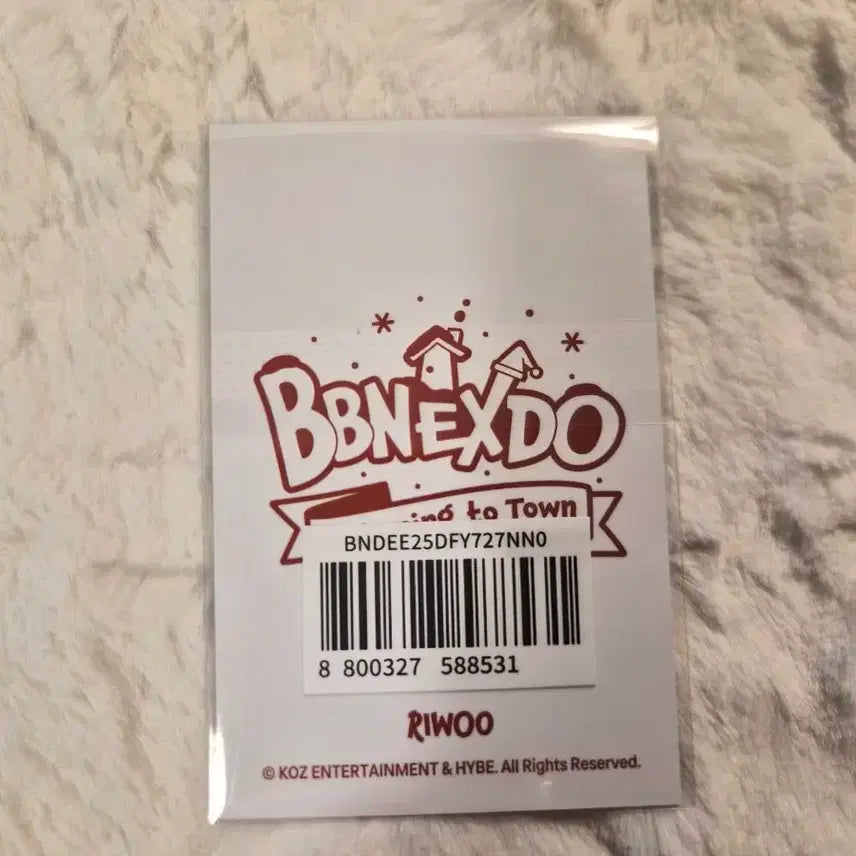 BBNEXDO
to Town
BNDEE25DFY727NN0
8 800327 588531
RIWOO
© KOZ ENTERTAINMENT & HYBE. All Rights Reserved.